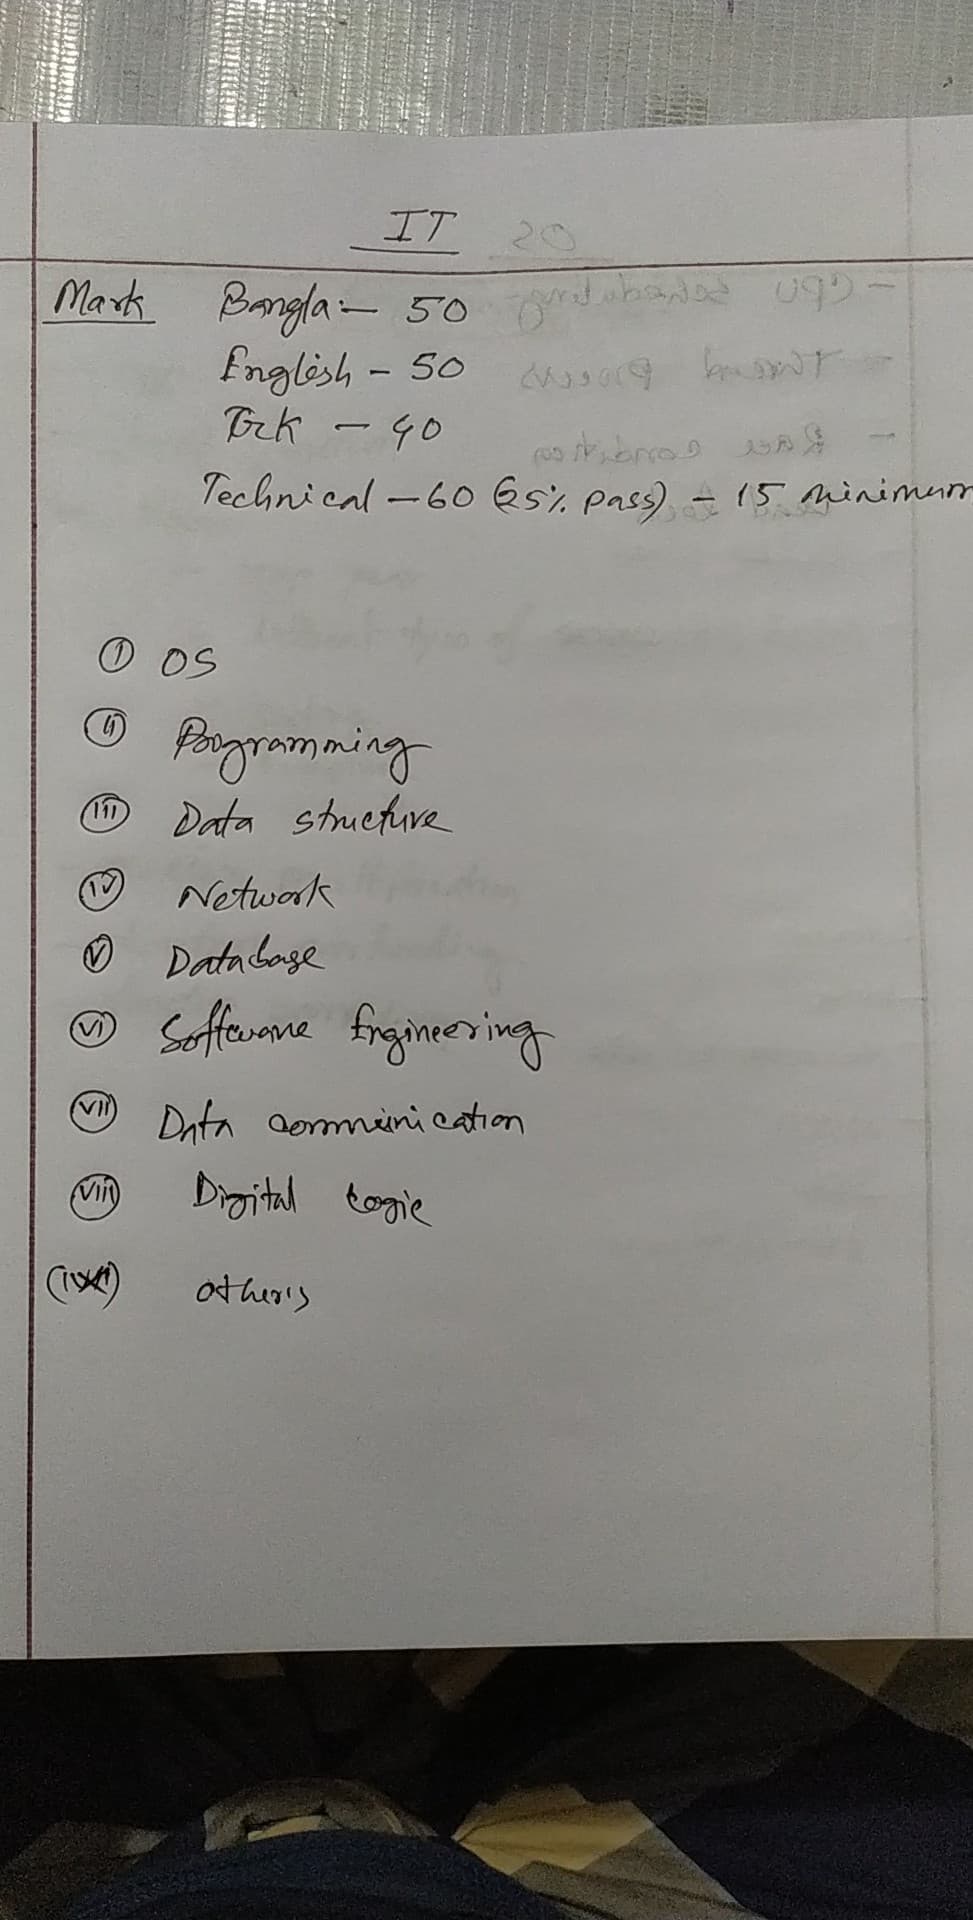 IT
Mark Bangla :- 50
English - 50
GK - 40
Technical - 60 (25% pass) - 15 minimum
(i) OS
(ii) Programming
(iii) Data structure
(iv) Network
(v) Database
(vi) Software Engineering
(vii) Data communication
(viii) Digital Logic
others